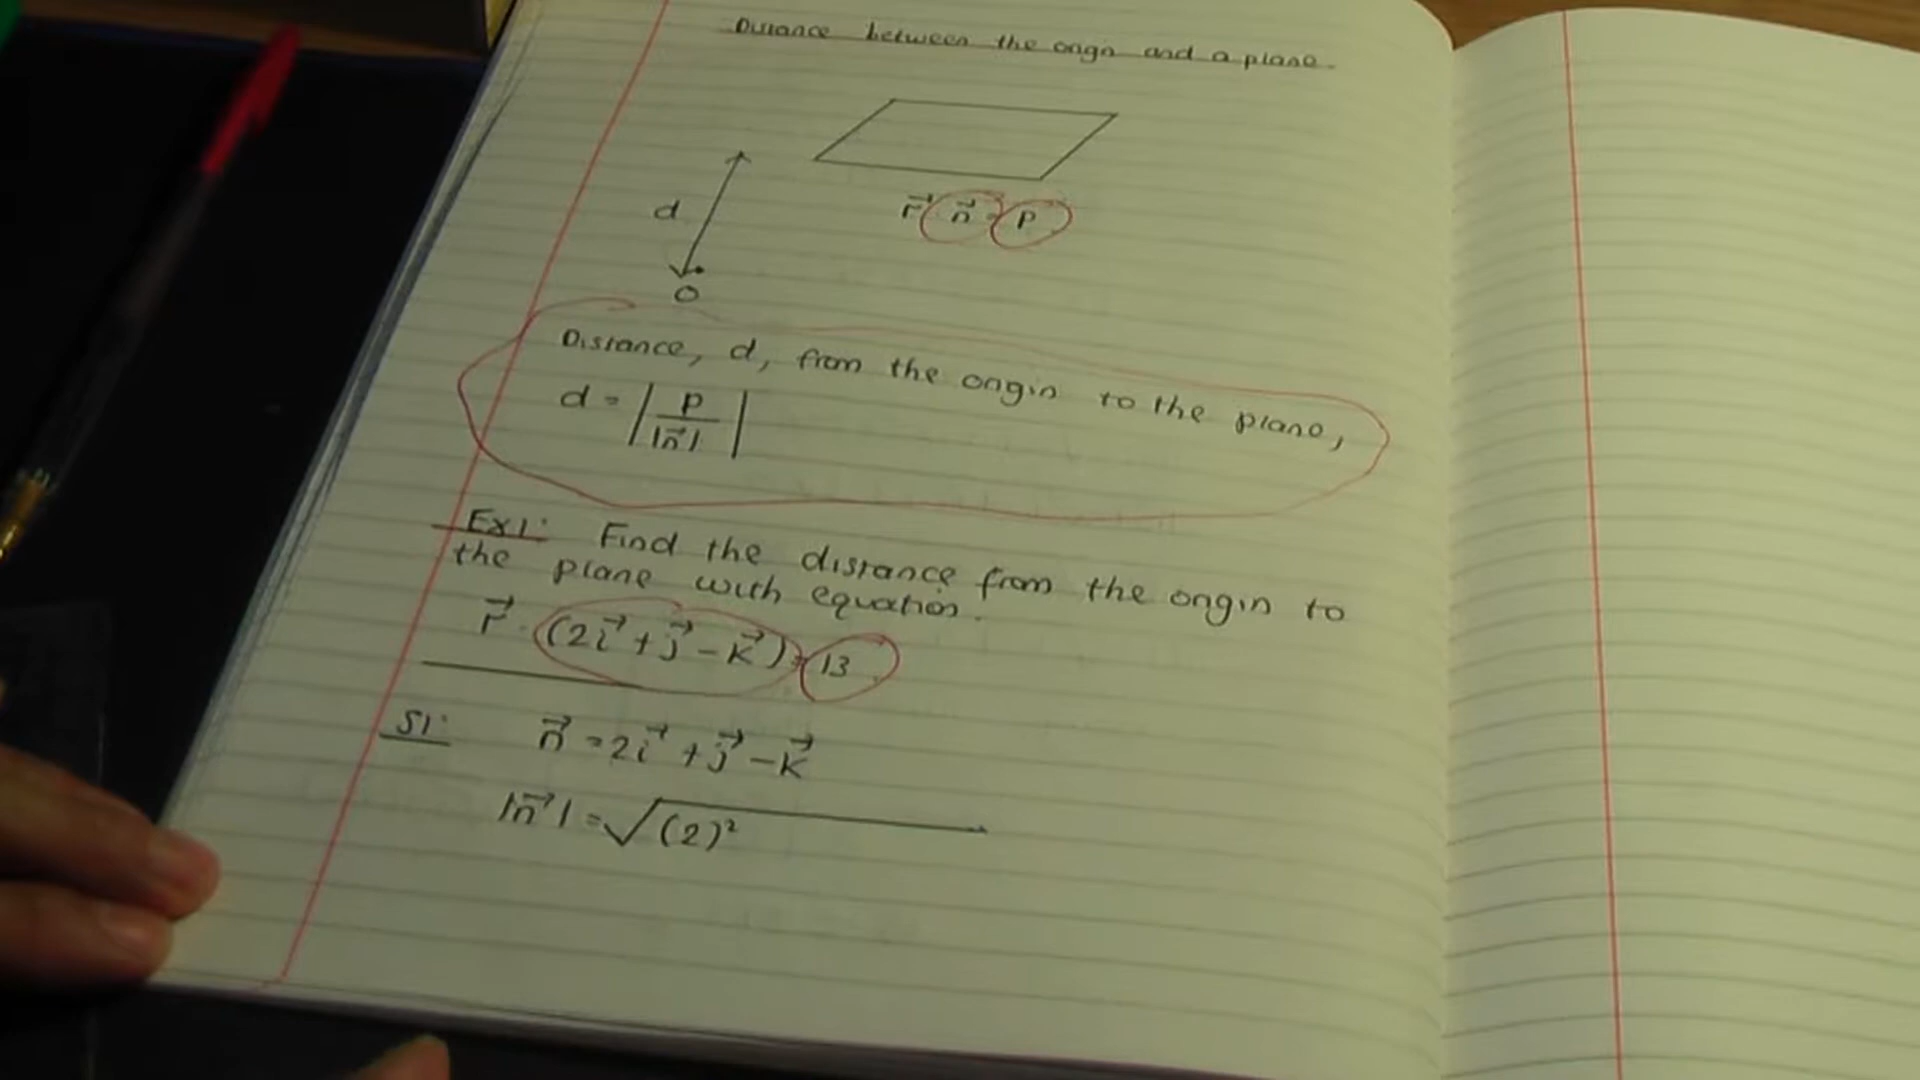 Distance between the origin and a plane.
d
r⃗ n⃗ = P
O
Distance, d, from the origin to the plane,
d = | P / |n⃗| |
Ex1: Find the distance from the origin to
the plane with equation.
r⃗ · (2i⃗ + j⃗ - k⃗) = 13.
S1: n⃗ = 2i⃗ + j⃗ - k⃗
|n⃗| = √(2)²